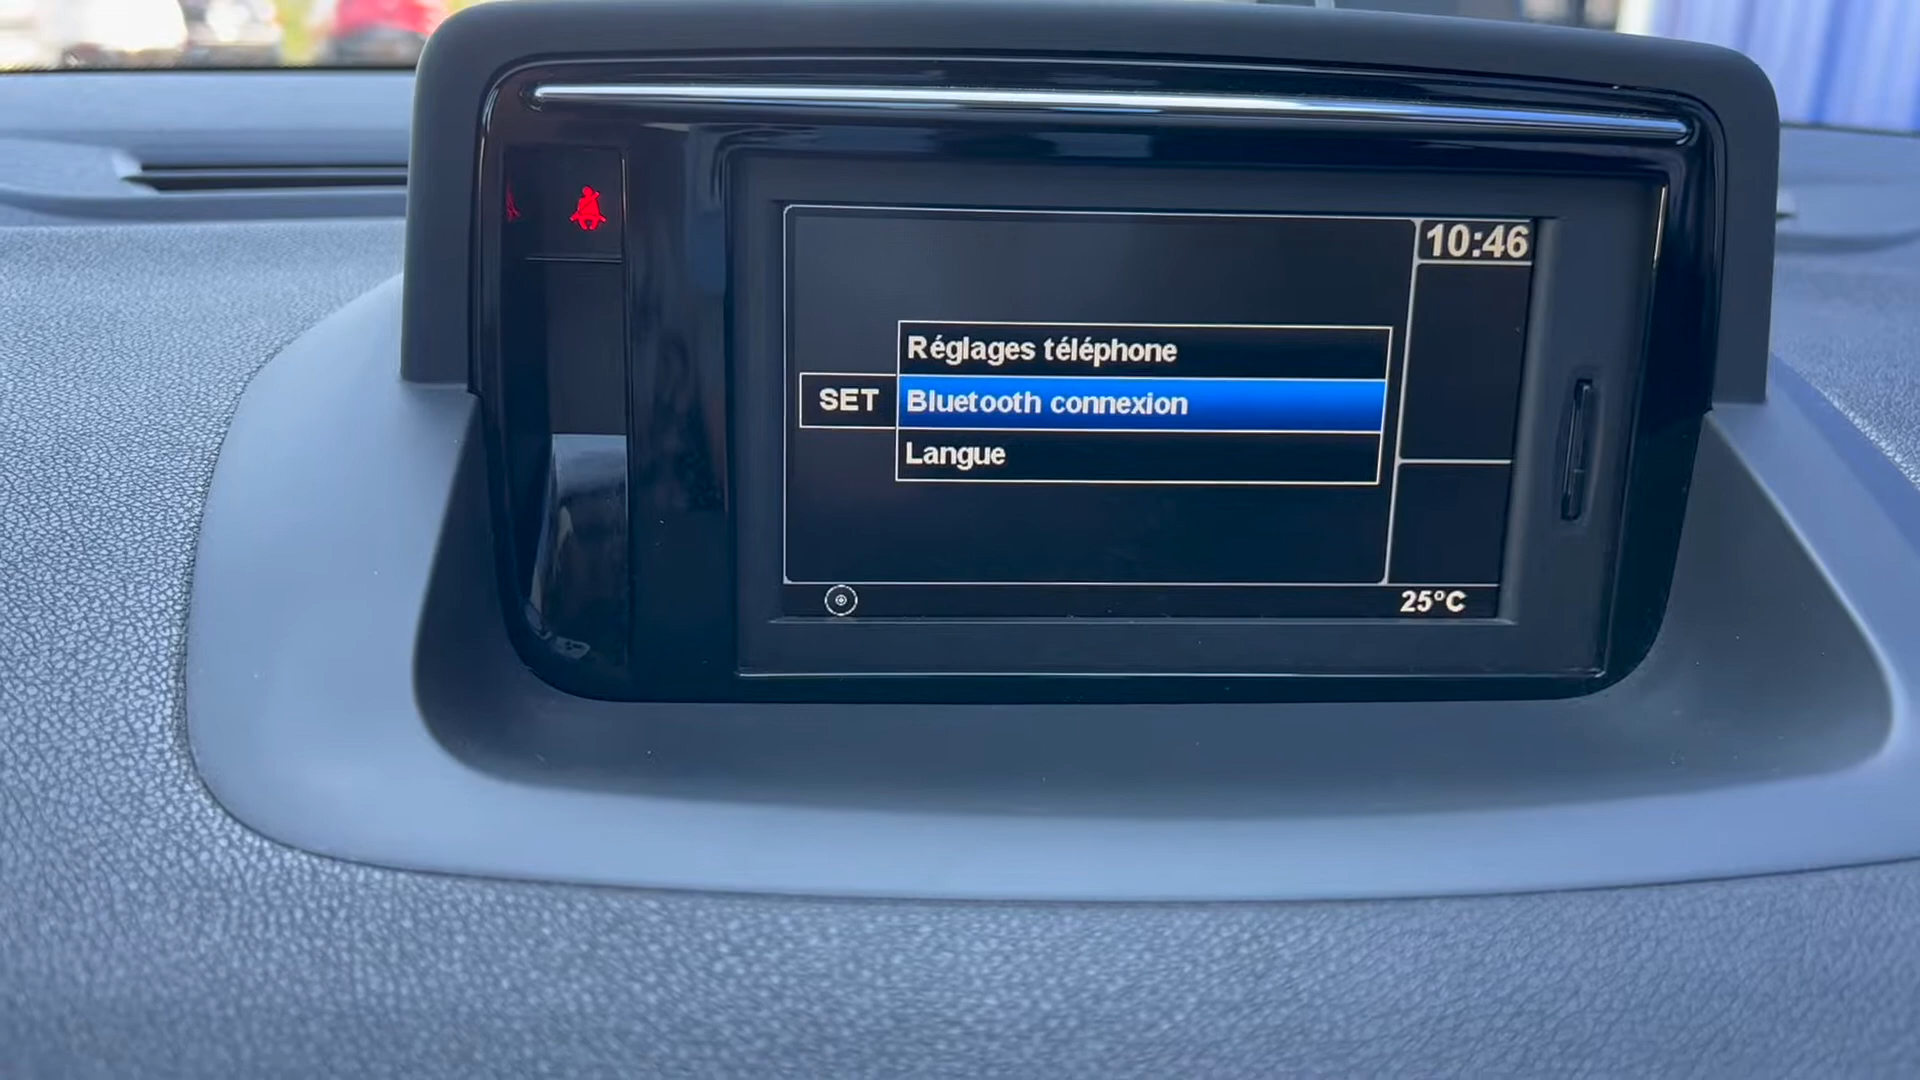 10:46
Réglages téléphone
SET
Bluetooth connexion
Langue
25°C